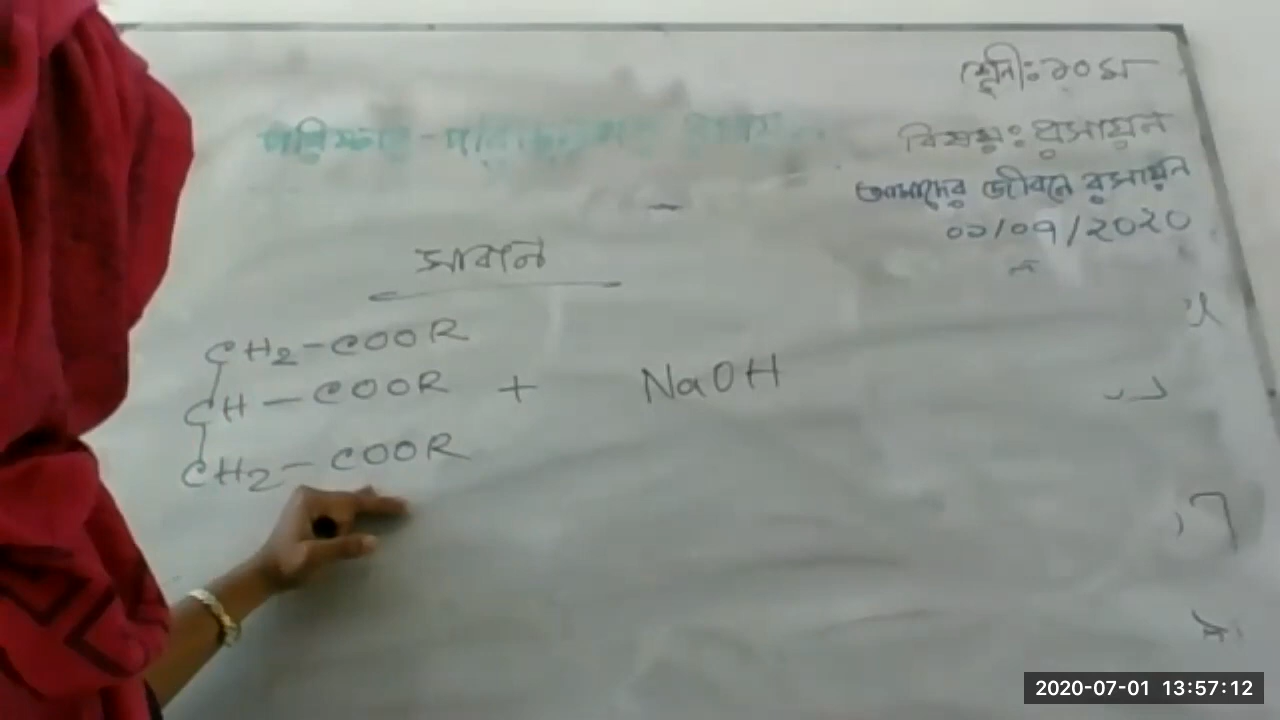 শ্রেনী: ১০ম
বিষয়: রসায়ন
আমাদের জীবনে রসায়ন
০১/০৭/২০২০
সাবান
CH2-COOR
CH-COOR + NaOH
CH2-COOR
2020-07-01 13:57:12